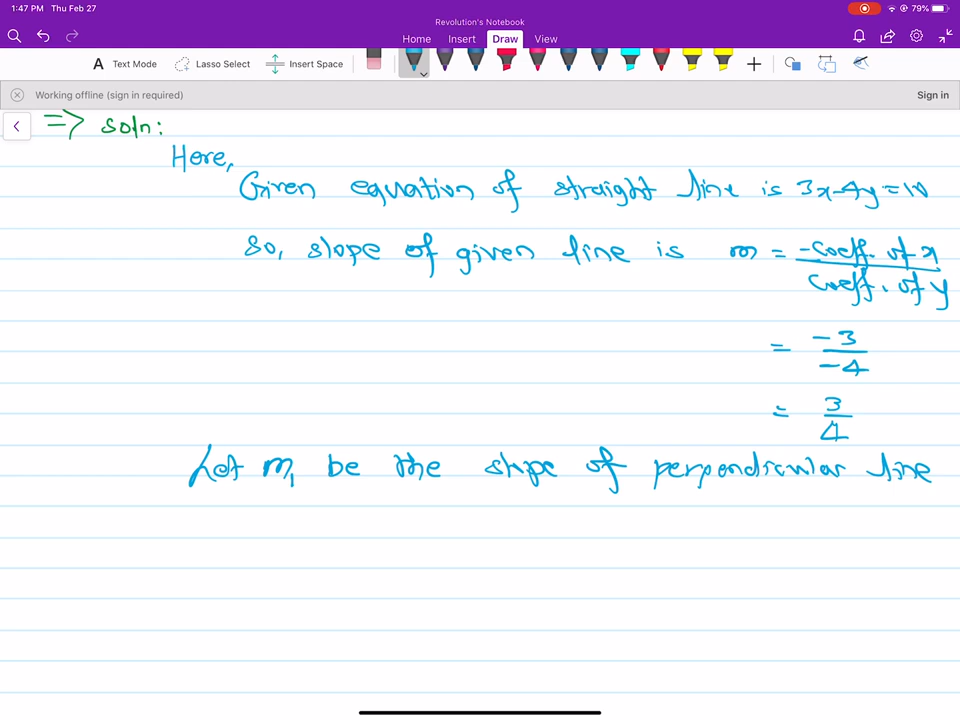 1:47 PM Thu Feb 27
79%
Revolution's Notebook
Home Insert Draw View
A Text Mode Lasso Select Insert Space
Working offline (sign in required) Sign in
=> soln:
Here,
Given equation of straight line is 3x-4y=10
So, slope of given line is m = -coeff. of x
coeff. of y
= -3
-4
= 3
4
Let m₁ be the slope of perpendicular line